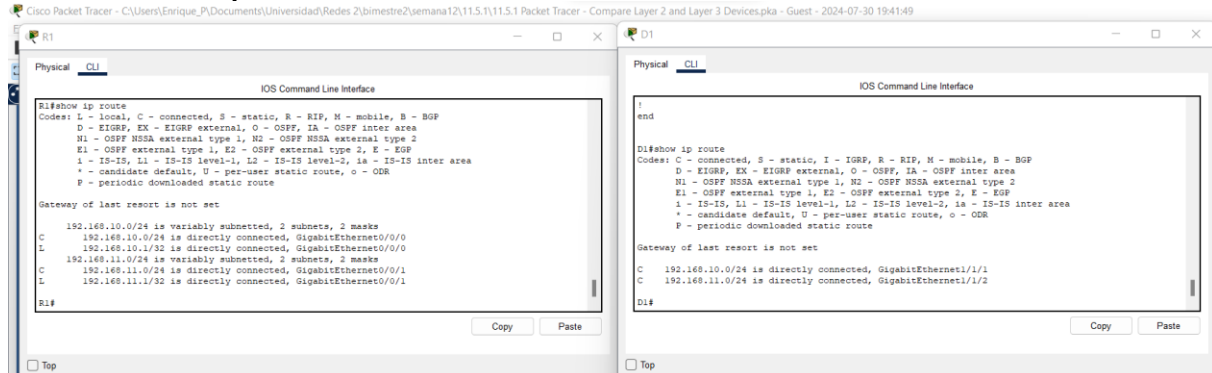 Cisco Packet Tracer - C:\Users\Enrique_P\Documents\Universidad\Redes 2\bimestre2\semana12\11.5.1\11.5.1 Packet Tracer - Compare Layer 2 and Layer 3 Devices.pka - Guest - 2024-07-30 19:41:49
R1
Physical CLI
IOS Command Line Interface
R1#show ip route
Codes: L - local, C - connected, S - static, R - RIP, M - mobile, B - BGP
D - EIGRP, EX - EIGRP external, O - OSPF, IA - OSPF inter area
N1 - OSPF NSSA external type 1, N2 - OSPF NSSA external type 2
E1 - OSPF external type 1, E2 - OSPF external type 2, E - EGP
i - IS-IS, L1 - IS-IS level-1, L2 - IS-IS level-2, ia - IS-IS inter area
* - candidate default, U - per-user static route, o - ODR
P - periodic downloaded static route
Gateway of last resort is not set
192.168.10.0/24 is variably subnetted, 2 subnets, 2 masks
C 192.168.10.0/24 is directly connected, GigabitEthernet0/0/0
L 192.168.10.1/32 is directly connected, GigabitEthernet0/0/0
192.168.11.0/24 is variably subnetted, 2 subnets, 2 masks
C 192.168.11.0/24 is directly connected, GigabitEthernet0/0/1
L 192.168.11.1/32 is directly connected, GigabitEthernet0/0/1
R1#
Copy Paste
Top
D1
Physical CLI
IOS Command Line Interface
!
end
D1#show ip route
Codes: C - connected, S - static, I - IGRP, R - RIP, M - mobile, B - BGP
D - EIGRP, EX - EIGRP external, O - OSPF, IA - OSPF inter area
N1 - OSPF NSSA external type 1, N2 - OSPF NSSA external type 2
E1 - OSPF external type 1, E2 - OSPF external type 2, E - EGP
i - IS-IS, L1 - IS-IS level-1, L2 - IS-IS level-2, ia - IS-IS inter area
* - candidate default, U - per-user static route, o - ODR
P - periodic downloaded static route
Gateway of last resort is not set
C 192.168.10.0/24 is directly connected, GigabitEthernet1/1/1
C 192.168.11.0/24 is directly connected, GigabitEthernet1/1/2
D1#
Copy Paste
Top